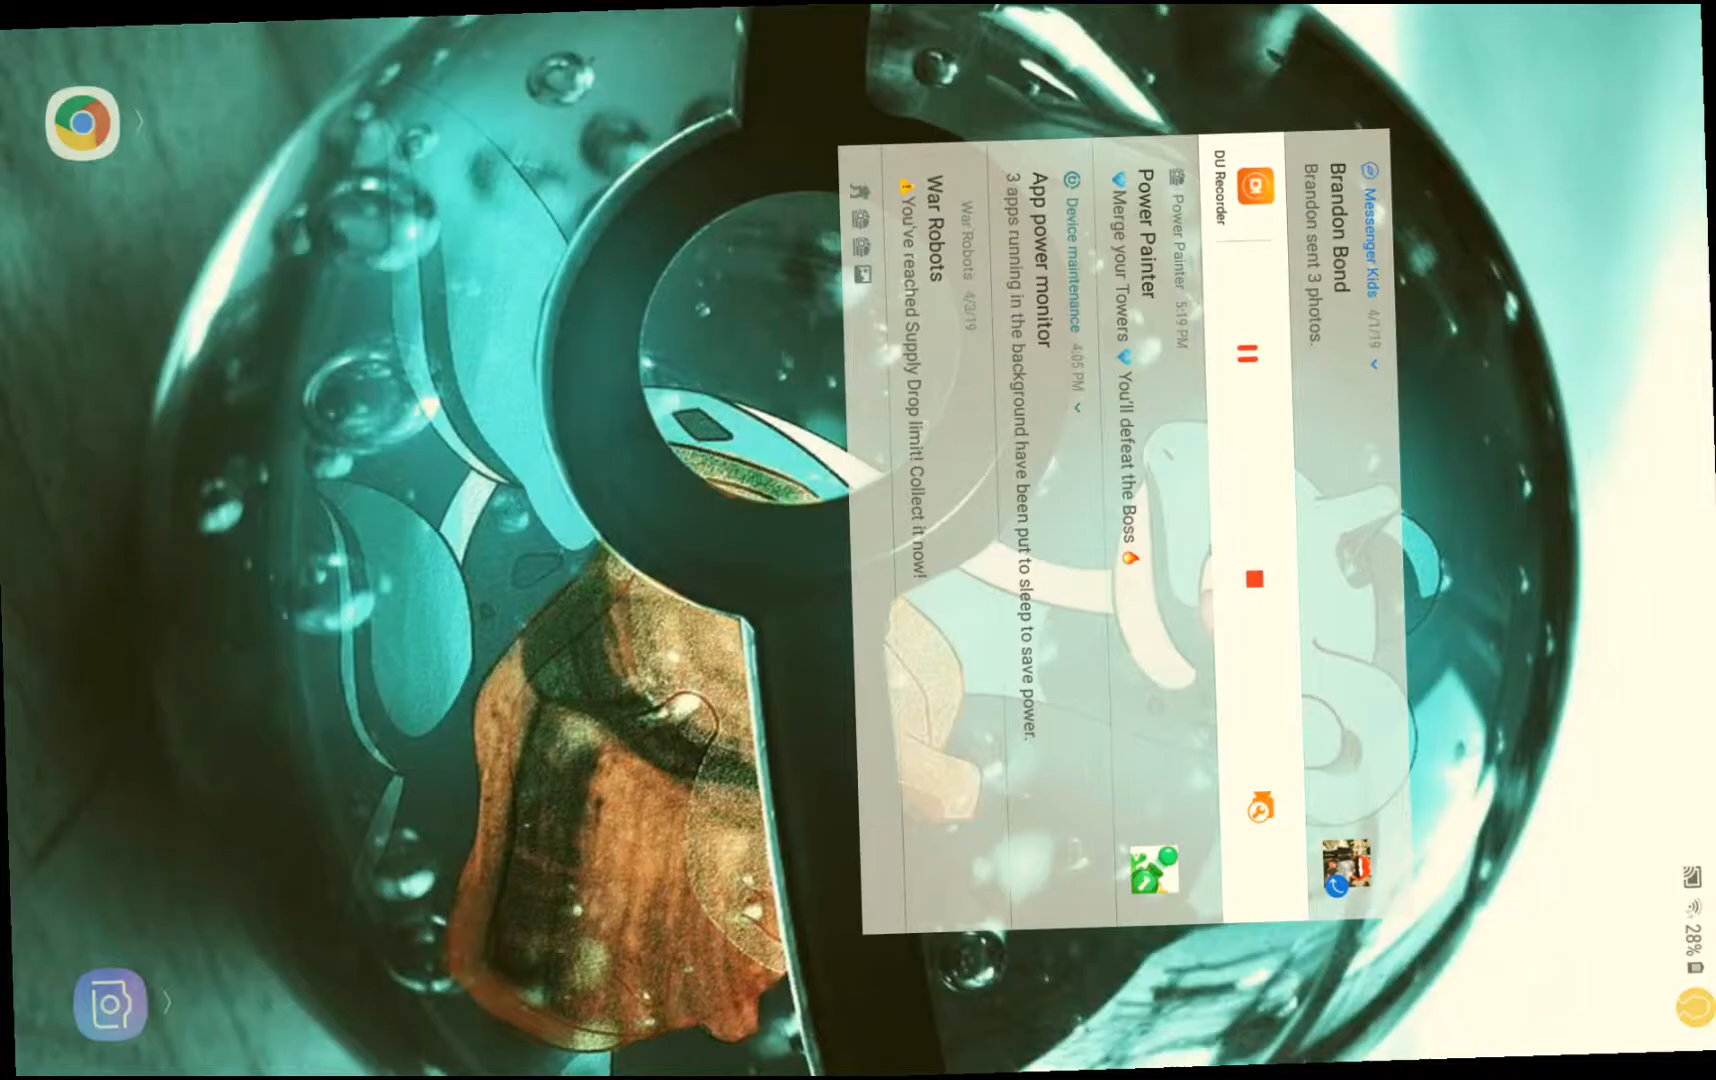 28%
Messenger Kids 4/1/19
Brandon Bond
Brandon sent 3 photos.
DU Recorder
Power Painter 5:19 PM
Power Painter
💎Merge your Towers 💎 You'll defeat the Boss 🔥
Device maintenance 4:05 PM
App power monitor
3 apps running in the background have been put to sleep to save power.
War Robots 4/3/19
War Robots
⚠️You've reached Supply Drop limit! Collect it now!